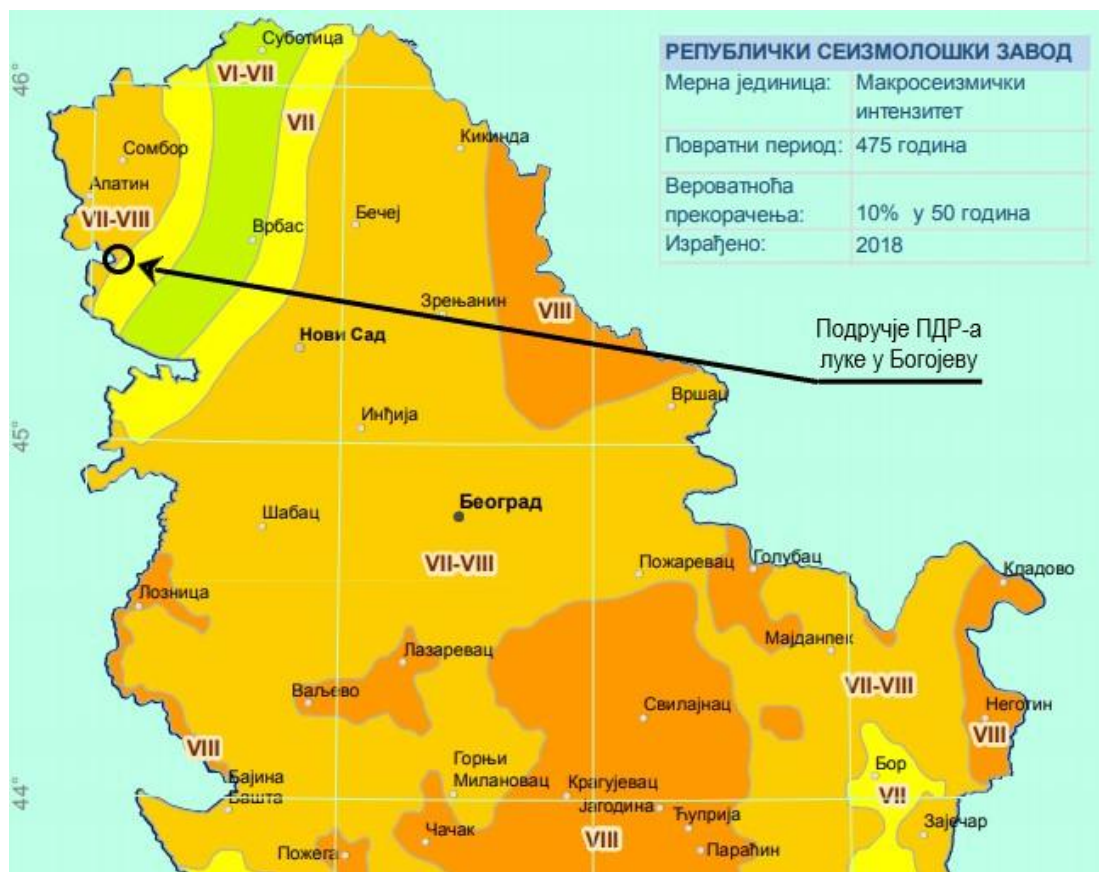 РЕПУБЛИЧКИ СЕИЗМОЛОШКИ ЗАВОД
Мерна јединица: Макросеизмички
интензитет
Повратни период: 475 година
Вероватноћа
прекорачења: 10% у 50 година
Израђено: 2018
Суботица
VI-VII
46°
VII
Кикинда
Сомбор
Апатин
VII-VIII
Врбас
Бечеј
Зрењанин
VIII
Подручје ПДР-а
луке у Богојеву
Нови Сад
Вршац
Инђија
45°
Београд
Шабац
VII-VIII
Пожаревац
Голубац
Кладово
Лозница
Мајданпек
Лазаревац
VII-VIII
Ваљево
Свилајнац
Неготин
VIII
VIII
Горњи
Милановац
Бор
Бајина
Башта
44°
Крагујевац
VII
Јагодина
Ћуприја
Зајечар
Чачак
VIII
Пожега
Параћин